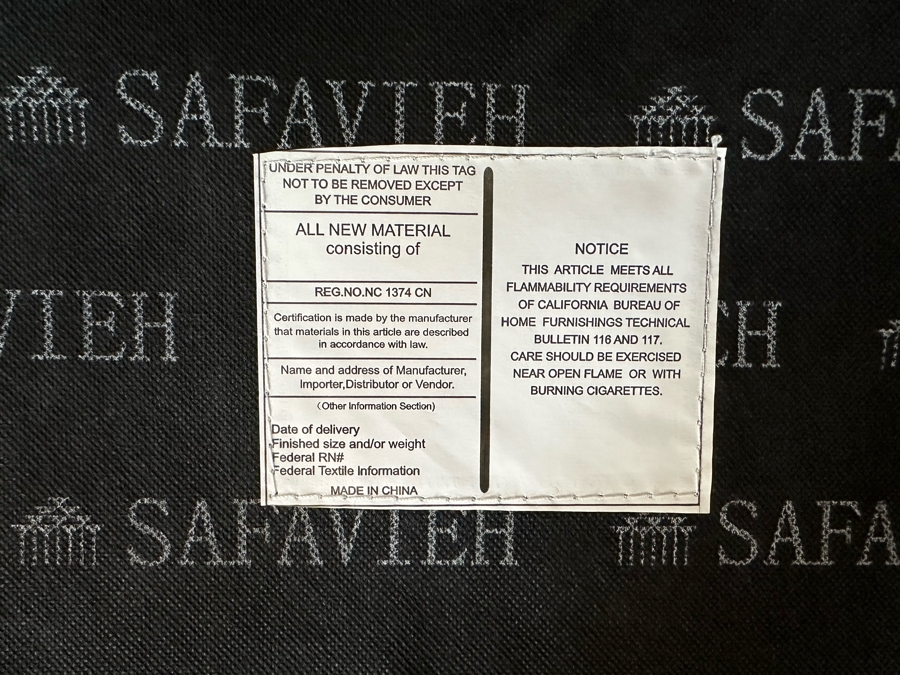 SAFAVIEH
SAF
UNDER PENALTY OF LAW THIS TAG
NOT TO BE REMOVED EXCEPT
BY THE CONSUMER
ALL NEW MATERIAL
consisting of
REG.NO.NC 1374 CN
Certification is made by the manufacturer
that materials in this article are described
in accordance with law.
Name and address of Manufacturer,
Importer,Distributor or Vendor.
(Other Information Section)
Date of delivery
Finished size and/or weight
Federal RN#
Federal Textile Information
MADE IN CHINA
NOTICE
THIS ARTICLE MEETS ALL
FLAMMABILITY REQUIREMENTS
OF CALIFORNIA BUREAU OF
HOME FURNISHINGS TECHNICAL
BULLETIN 116 AND 117.
CARE SHOULD BE EXERCISED
NEAR OPEN FLAME OR WITH
BURNING CIGARETTES.
VIEH
EH
SAFAVIEH
SAFA